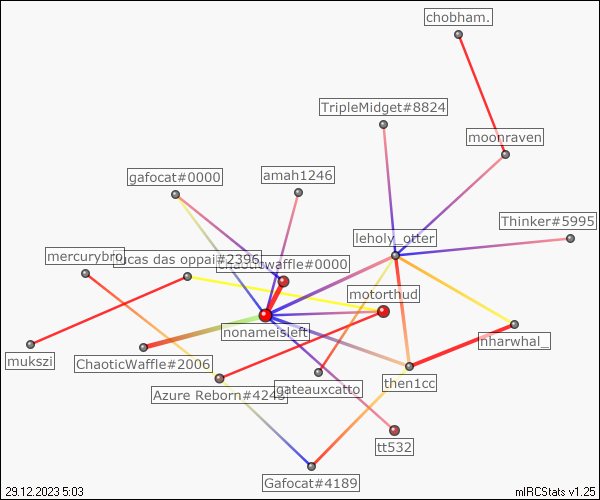 chobham.
TripleMidget#8824
moonraven
gafocat#0000
amah1246
Thinker#5995
leholy_otter
mercurybroj
Lucas das oppai#2396
chaoticwaffle#0000
motorthud
nonameisleft
nharwhal_
mukszi
ChaoticWaffle#2006
Azure Reborn#4243
gateauxcatto
then1cc
tt532
Gafocat#4189
29.12.2023 5:03
mIRCStats v1.25